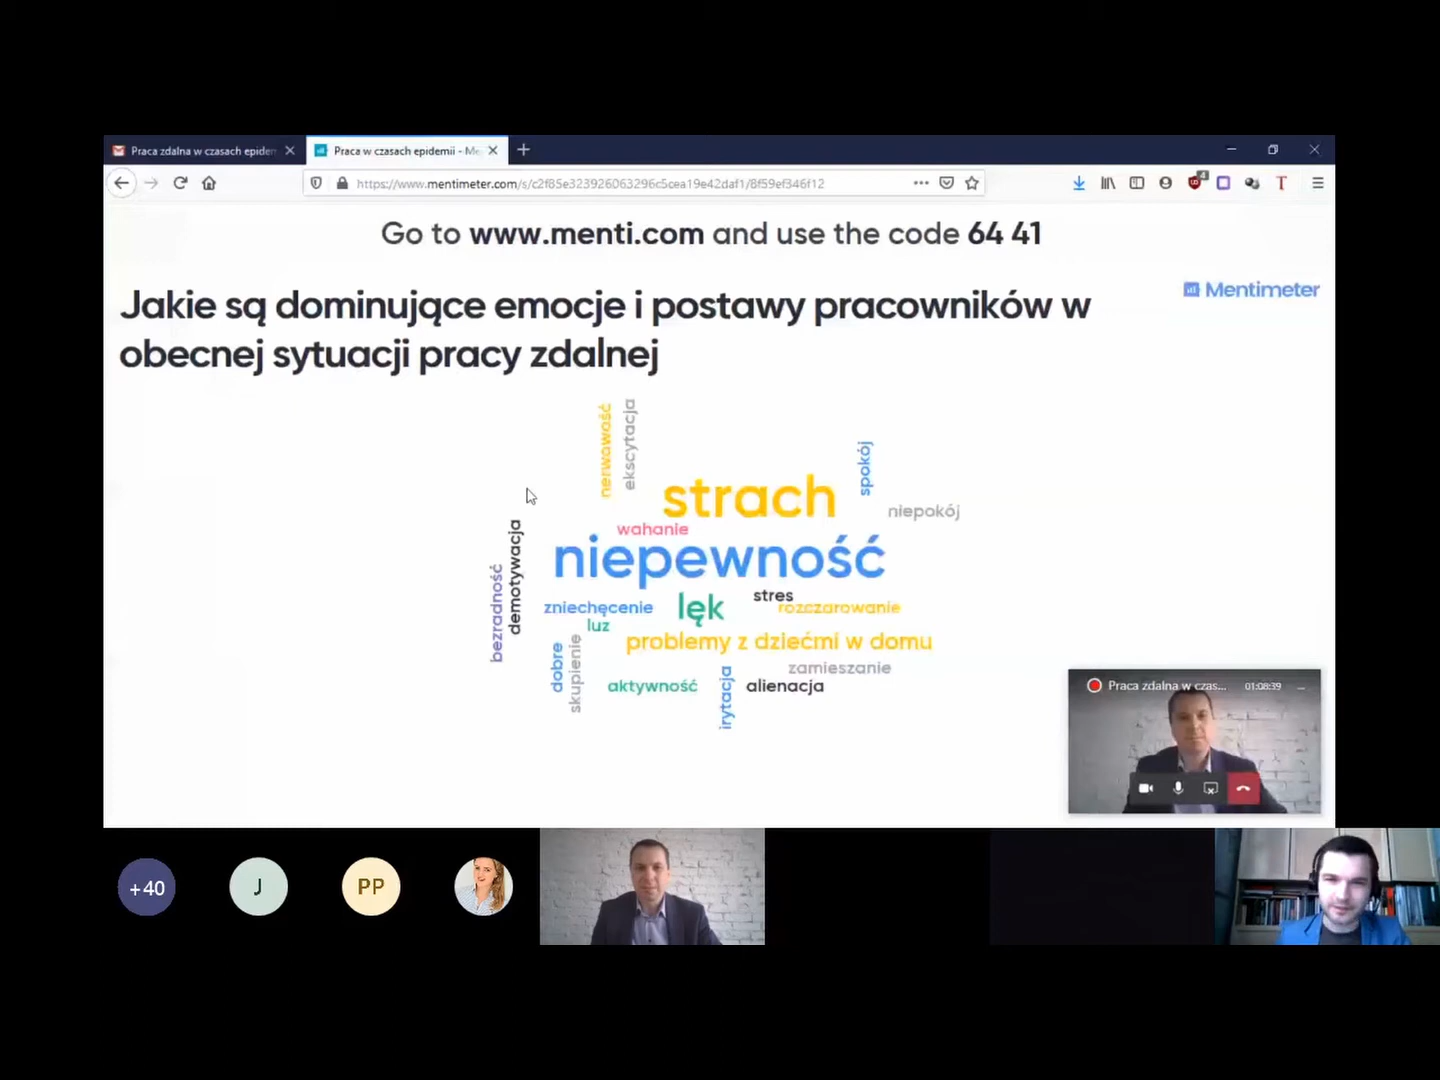 Praca zdalna w czasach epidem
Praca w czasach epidemii - Me
https://www.mentimeter.com/s/c2f85e323926063296c5cea19e42daf1/8f59ef346f12
4
T
Go to www.menti.com and use the code 64 41
Mentimeter
Jakie są dominujące emocje i postawy pracowników w
obecnej sytuacji pracy zdalnej
nerwawość
ekscytacja
spokój
strach
niepokój
wahanie
demotywacja
niepewność
bezradność
stres
zniechęcenie
lęk
rozczarowanie
luz
problemy z dziećmi w domu
dobre
skupienie
zamieszanie
aktywność
irytacja
alienacja
Praca zdalna w czas...
01:08:39
+40
J
PP